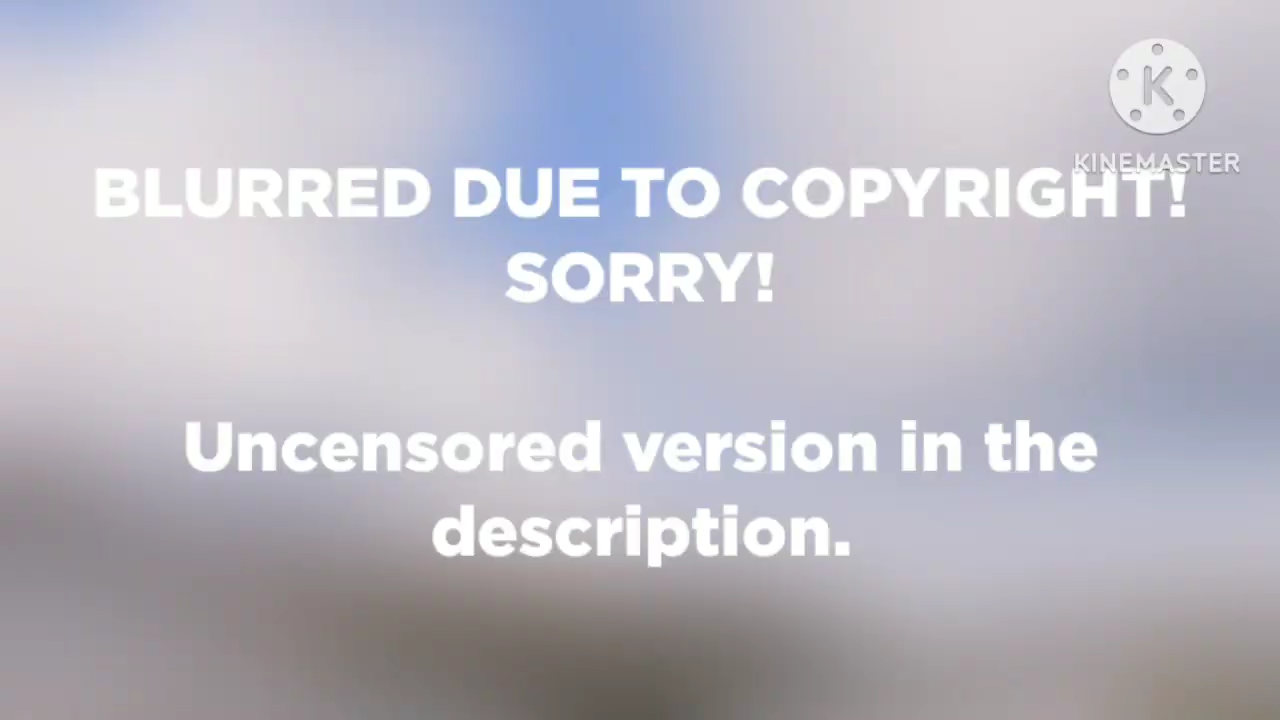 K
KINEMASTER
BLURRED DUE TO COPYRIGHT!
SORRY!
Uncensored version in the
description.